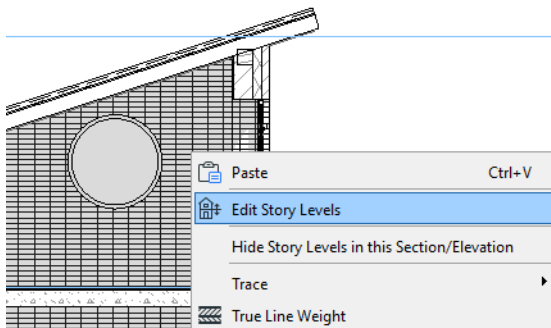 Paste Ctrl+V
Edit Story Levels
Hide Story Levels in this Section/Elevation
Trace
True Line Weight